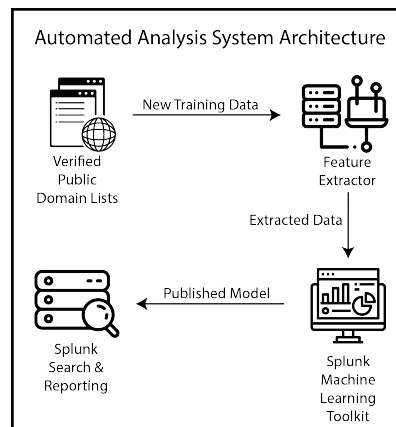 Automated Analysis System Architecture
New Training Data
Verified
Public
Domain Lists
Feature
Extractor
Extracted Data
Published Model
Splunk
Search &
Reporting
Splunk
Machine
Learning
Toolkit